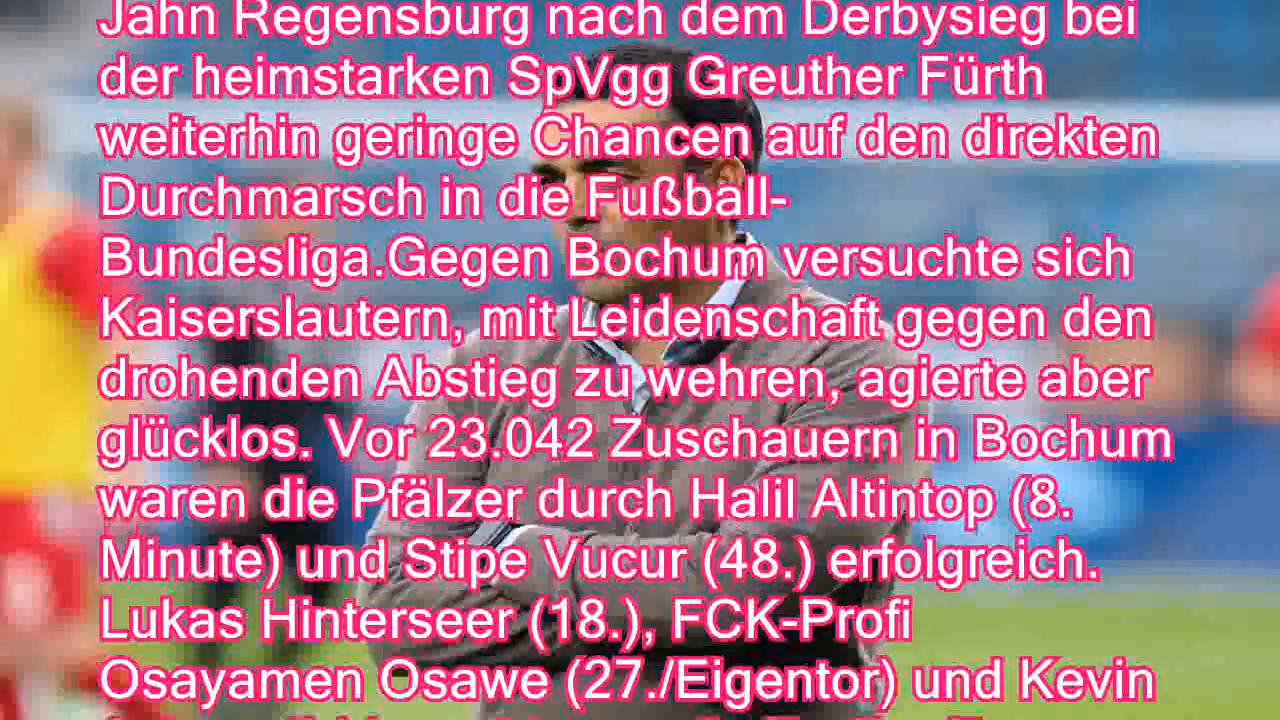 Jahn Regensburg nach dem Derbysieg bei
der heimstarken SpVgg Greuther Fürth
weiterhin geringe Chancen auf den direkten
Durchmarsch in die Fußball-
Bundesliga.Gegen Bochum versuchte sich
Kaiserslautern, mit Leidenschaft gegen den
drohenden Abstieg zu wehren, agierte aber
glücklos. Vor 23.042 Zuschauern in Bochum
waren die Pfälzer durch Halil Altintop (8.
Minute) und Stipe Vucur (48.) erfolgreich.
Lukas Hinterseer (18.), FCK-Profi
Osayamen Osawe (27./Eigentor) und Kevin